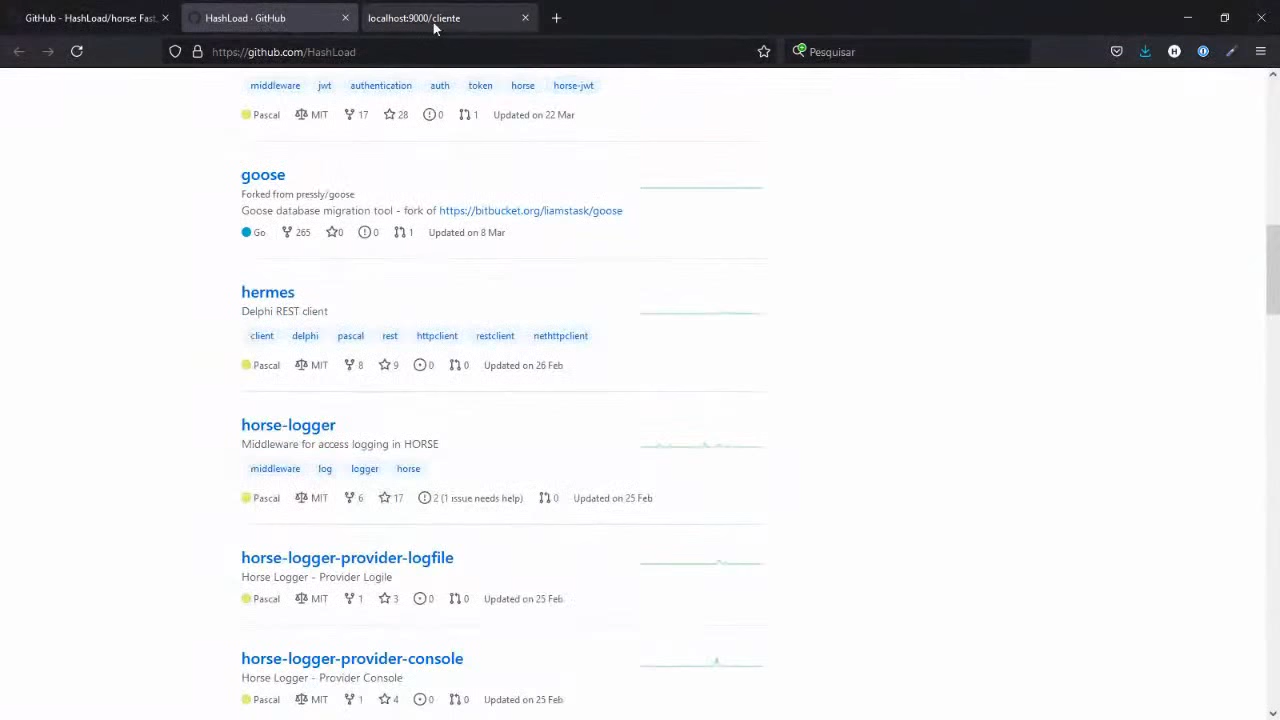 GitHub - HashLoad/horse: Fast,
HashLoad · GitHub
localhost:9000/cliente
https://github.com/HashLoad
Pesquisar
middleware jwt authentication auth token horse horse-jwt
Pascal MIT 17 28 0 1 Updated on 22 Mar
goose
Forked from pressly/goose
Goose database migration tool - fork of https://bitbucket.org/liamstask/goose
Go 265 0 0 1 Updated on 8 Mar
hermes
Delphi REST client
client delphi pascal rest httpclient restclient nethttpclient
Pascal MIT 8 9 0 0 Updated on 26 Feb
horse-logger
Middleware for access logging in HORSE
middleware log logger horse
Pascal MIT 6 17 2 (1 issue needs help) 0 Updated on 25 Feb
horse-logger-provider-logfile
Horse Logger - Provider Logile
Pascal MIT 1 3 0 0 Updated on 25 Feb
horse-logger-provider-console
Horse Logger - Provider Console
Pascal MIT 1 4 0 0 Updated on 25 Feb